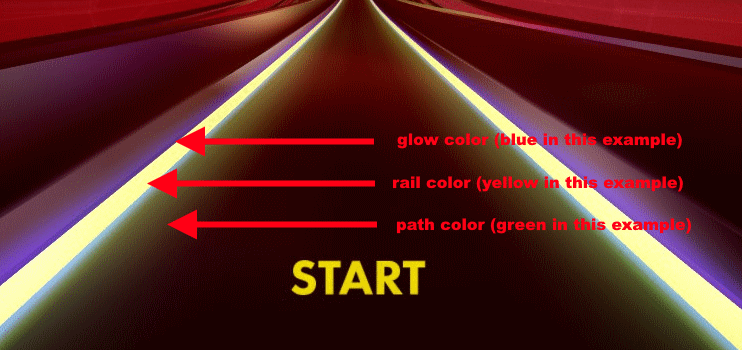 glow color (blue in this example)
rail color (yellow in this example)
path color (green in this example)
START